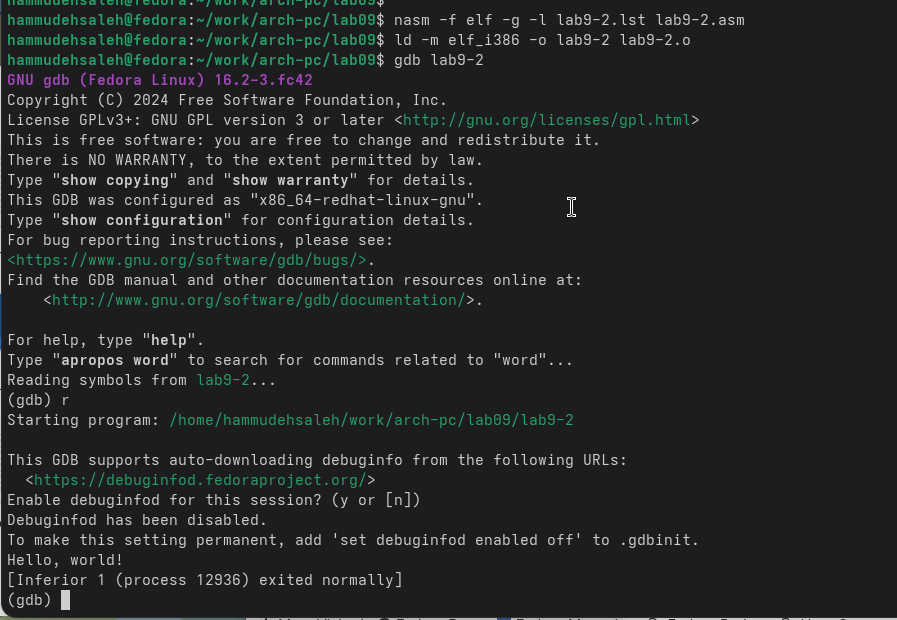 hammudehsaleh@fedora:~/work/arch-pc/lab09$ nasm -f elf -g -l lab9-2.lst lab9-2.asm
hammudehsaleh@fedora:~/work/arch-pc/lab09$ ld -m elf_i386 -o lab9-2 lab9-2.o
hammudehsaleh@fedora:~/work/arch-pc/lab09$ gdb lab9-2
GNU gdb (Fedora Linux) 16.2-3.fc42
Copyright (C) 2024 Free Software Foundation, Inc.
License GPLv3+: GNU GPL version 3 or later <http://gnu.org/licenses/gpl.html>
This is free software: you are free to change and redistribute it.
There is NO WARRANTY, to the extent permitted by law.
Type "show copying" and "show warranty" for details.
This GDB was configured as "x86_64-redhat-linux-gnu".
Type "show configuration" for configuration details.
For bug reporting instructions, please see:
<https://www.gnu.org/software/gdb/bugs/>.
Find the GDB manual and other documentation resources online at:
    <http://www.gnu.org/software/gdb/documentation/>.

For help, type "help".
Type "apropos word" to search for commands related to "word"...
Reading symbols from lab9-2...
(gdb) r
Starting program: /home/hammudehsaleh/work/arch-pc/lab09/lab9-2

This GDB supports auto-downloading debuginfo from the following URLs:
  <https://debuginfod.fedoraproject.org/>
Enable debuginfod for this session? (y or [n])
Debuginfod has been disabled.
To make this setting permanent, add 'set debuginfod enabled off' to .gdbinit.
Hello, world!
[Inferior 1 (process 12936) exited normally]
(gdb)